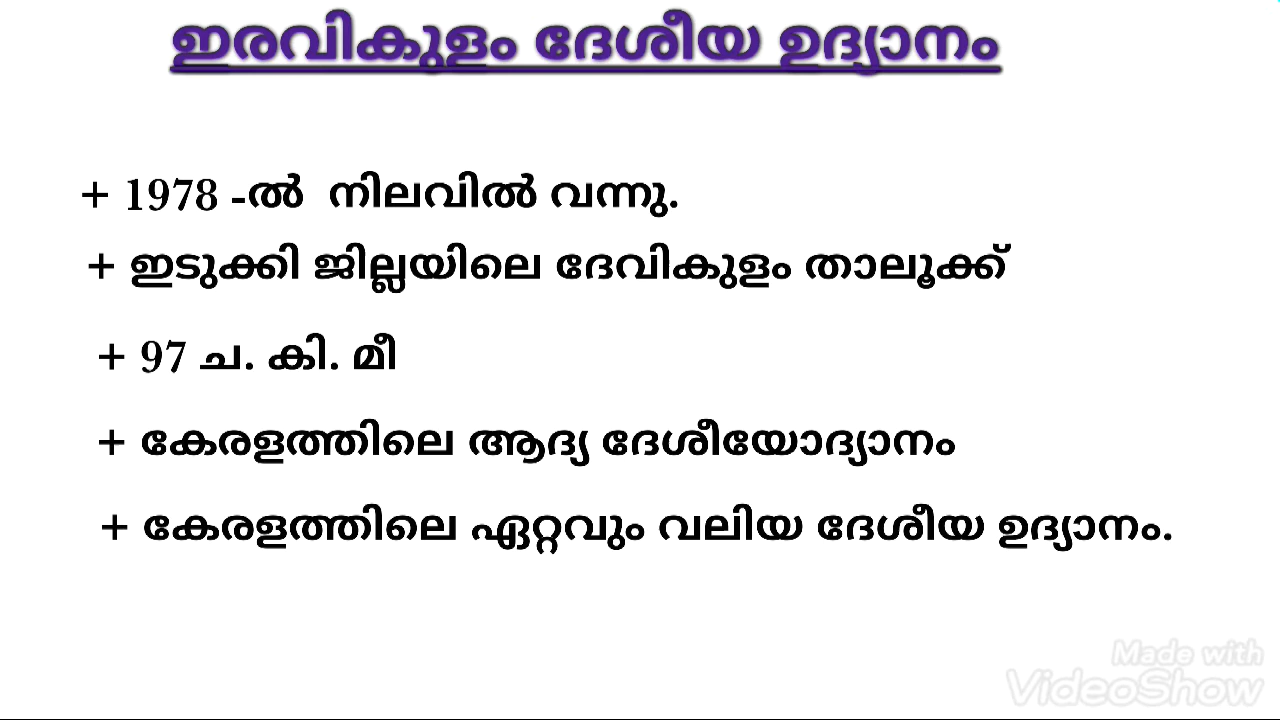 ഇരവികുളം ദേശീയ ഉദ്യാനം
+ 1978 -ൽ നിലവിൽ വന്നു.
+ ഇടുക്കി ജില്ലയിലെ ദേവികുളം താലൂക്ക്
+ 97 ച. കി. മീ
+ കേരളത്തിലെ ആദ്യ ദേശീയോദ്യാനം
+ കേരളത്തിലെ ഏറ്റവും വലിയ ദേശീയ ഉദ്യാനം.
Made with
VideoShow